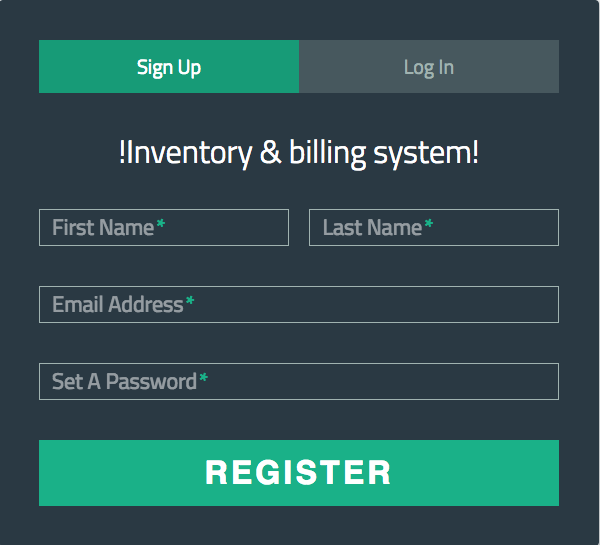 Sign Up Log In
!Inventory & billing system!
First Name* Last Name*
Email Address*
Set A Password*
REGISTER